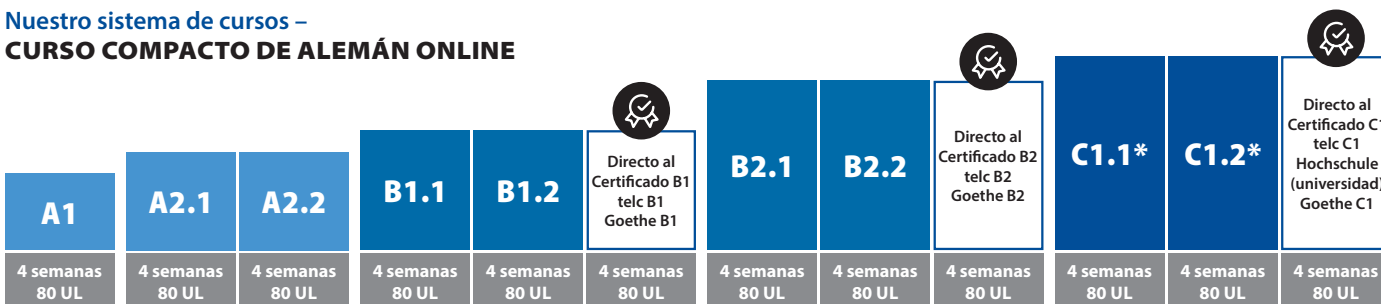 Nuestro sistema de cursos –
CURSO COMPACTO DE ALEMÁN ONLINE
A1
4 semanas
80 UL
A2.1
4 semanas
80 UL
A2.2
4 semanas
80 UL
B1.1
4 semanas
80 UL
B1.2
4 semanas
80 UL
Directo al
Certificado B1
telc B1
Goethe B1
4 semanas
80 UL
B2.1
4 semanas
80 UL
B2.2
4 semanas
80 UL
Directo al
Certificado B2
telc B2
Goethe B2
4 semanas
80 UL
C1.1*
4 semanas
80 UL
C1.2*
4 semanas
80 UL
Directo al
Certificado C1
telc C1
Hochschule
(universidad)
Goethe C1
4 semanas
80 UL